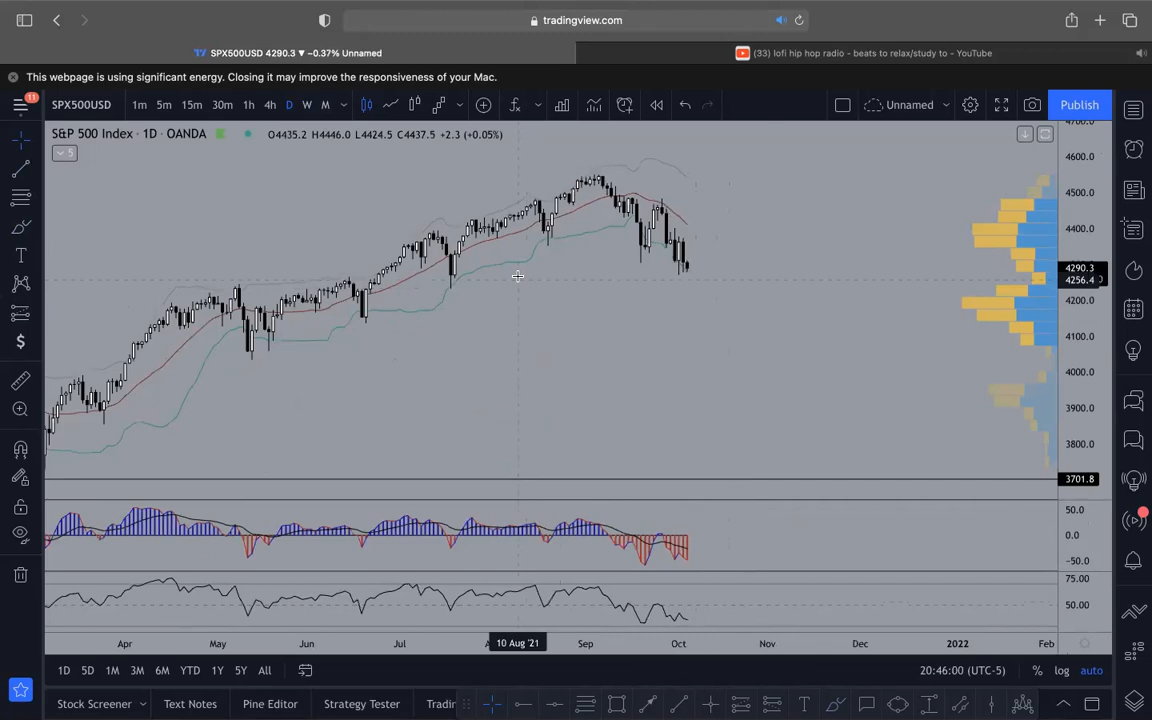 tradingview.com
SPX500USD 4290.3 ▼ −0.37% Unnamed
(33) lofi hip hop radio - beats to relax/study to - YouTube
This webpage is using significant energy. Closing it may improve the responsiveness of your Mac.
11
SPX500USD 1m 5m 15m 30m 1h 4h D W M Unnamed Publish
S&P 500 Index · 1D · OANDA O4435.2 H4446.0 L4424.5 C4437.5 +2.3 (+0.05%)
5
4700.0
4600.0
4500.0
4400.0
4290.3
4256.4
4200.0
4100.0
4000.0
3900.0
3800.0
3701.8
50.0
0.0
−50.0
75.00
50.00
Apr May Jun Jul 10 Aug '21 Sep Oct Nov Dec 2022 Feb
1D 5D 1M 3M 6M YTD 1Y 5Y All 20:46:00 (UTC-5) % log auto
Stock Screener Text Notes Pine Editor Strategy Tester Tradin